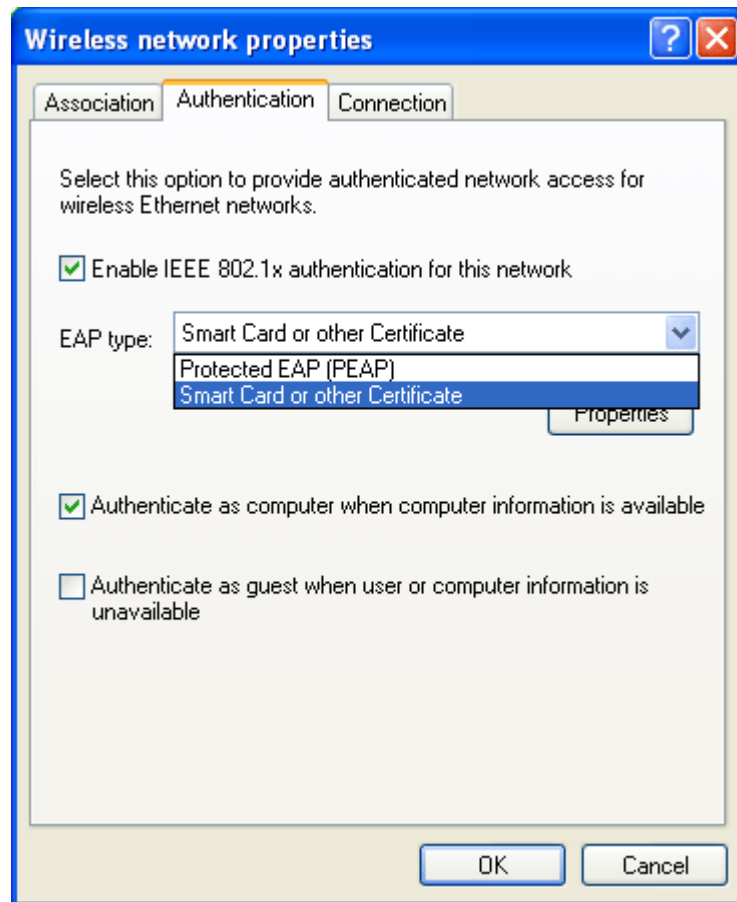 Wireless network properties
Association Authentication Connection
Select this option to provide authenticated network access for
wireless Ethernet networks.
Enable IEEE 802.1x authentication for this network
EAP type: Smart Card or other Certificate
Protected EAP (PEAP)
Smart Card or other Certificate
Properties
Authenticate as computer when computer information is available
Authenticate as guest when user or computer information is
unavailable
OK Cancel